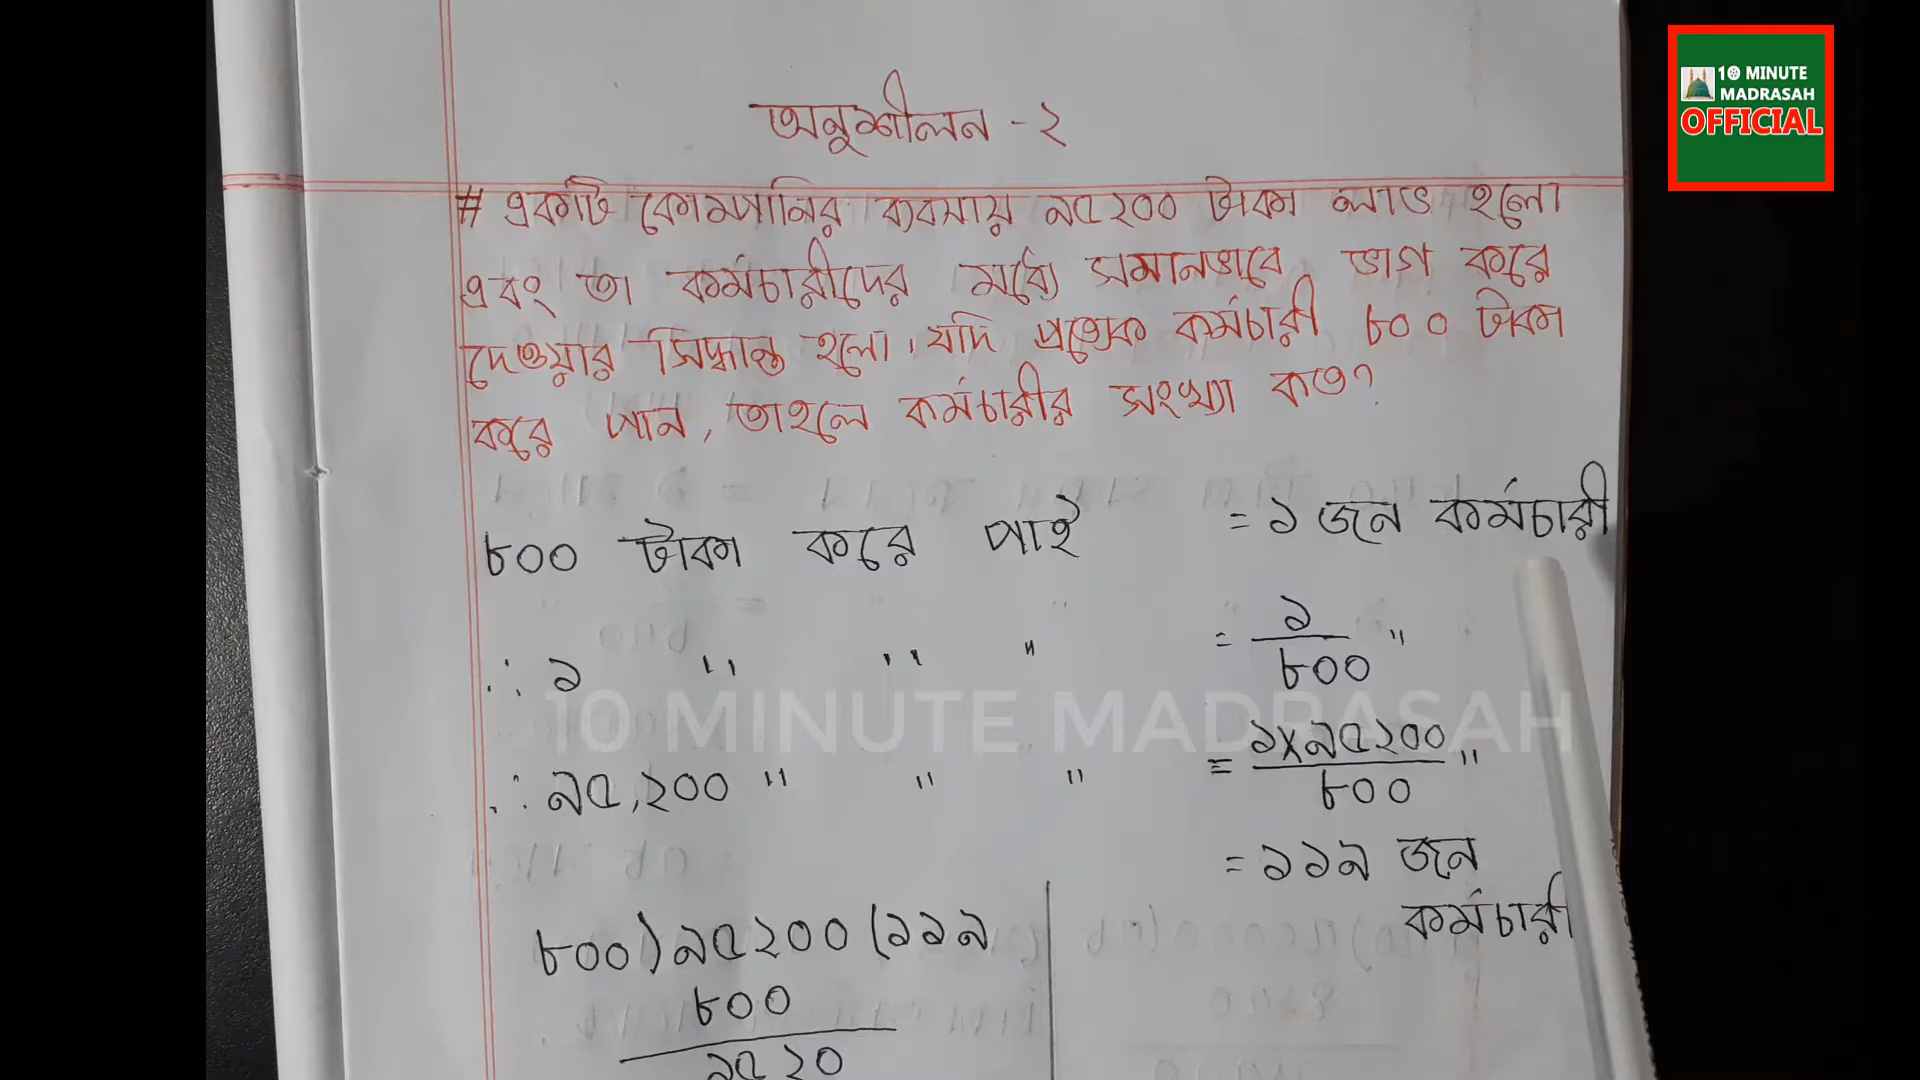 10 MINUTE
MADRASAH
OFFICIAL
অনুশীলন - ২
# একটি কোম্পানির ব্যবসায় ৯৫২০০ টাকা লাভ হলো
এবং তা কর্মচারীদের মধ্যে সমানভাবে ভাগ করে
দেওয়ার সিদ্ধান্ত হলো। যদি প্রত্যেক কর্মচারী ৮০০ টাকা
করে পান, তাহলে কর্মচারীর সংখ্যা কত?
৮০০ টাকা করে পাই = ১ জন কর্মচারী
∴ ১ " " " = ১/৮০০ "
∴ ৯৫,২০০ " " " = ১×৯৫২০০/৮০০ "
= ১১৯ জন
কর্মচারী
৮০০)৯৫২০০(১১৯
৮০০
১৫২০
10 MINUTE MADRASAH